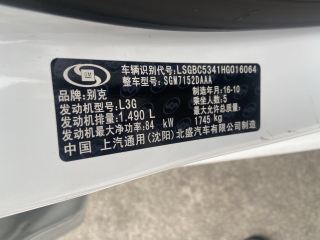 车辆识别代号:LSGBC5341HG016064
整车型号:SGM7152DAAA
品牌:别克
制造年月:16-10
发动机型号:L3G
乘坐人数:5
发动机排量:1.490 L
最大允许总质量:
发动机最大净功率:84 kW
1745 kg
中国 上汽通用(沈阳)北盛汽车有限公司制造